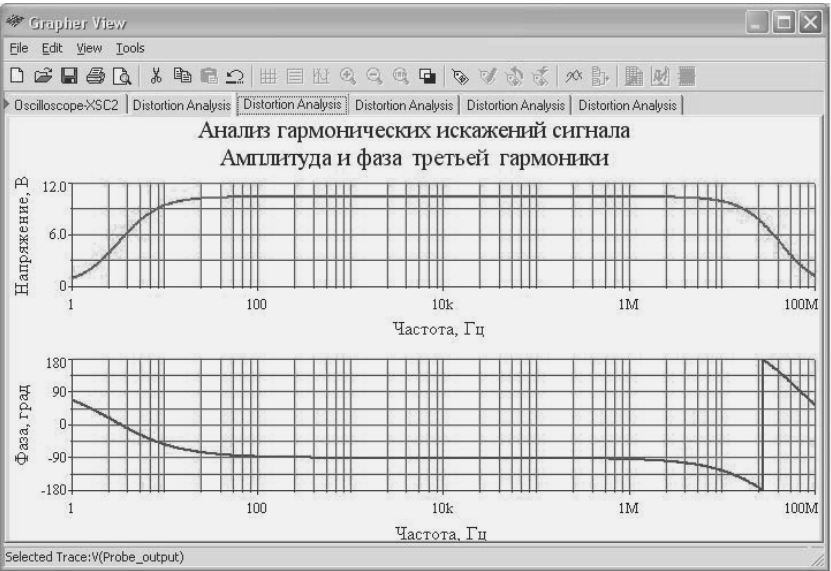 Grapher View
File Edit View Tools
Oscilloscope-XSC2 Distortion Analysis Distortion Analysis Distortion Analysis Distortion Analysis Distortion Analysis
Анализ гармонических искажений сигнала
Амплитуда и фаза третьей гармоники
Напряжение, В
12.0
6.0
0
1 100 10k 1M 100M
Частота, Гц
Фаза, град
180
90
0
-90
-180
1 100 10k 1M 100M
Частота, Гц
Selected Trace:V(Probe_output)